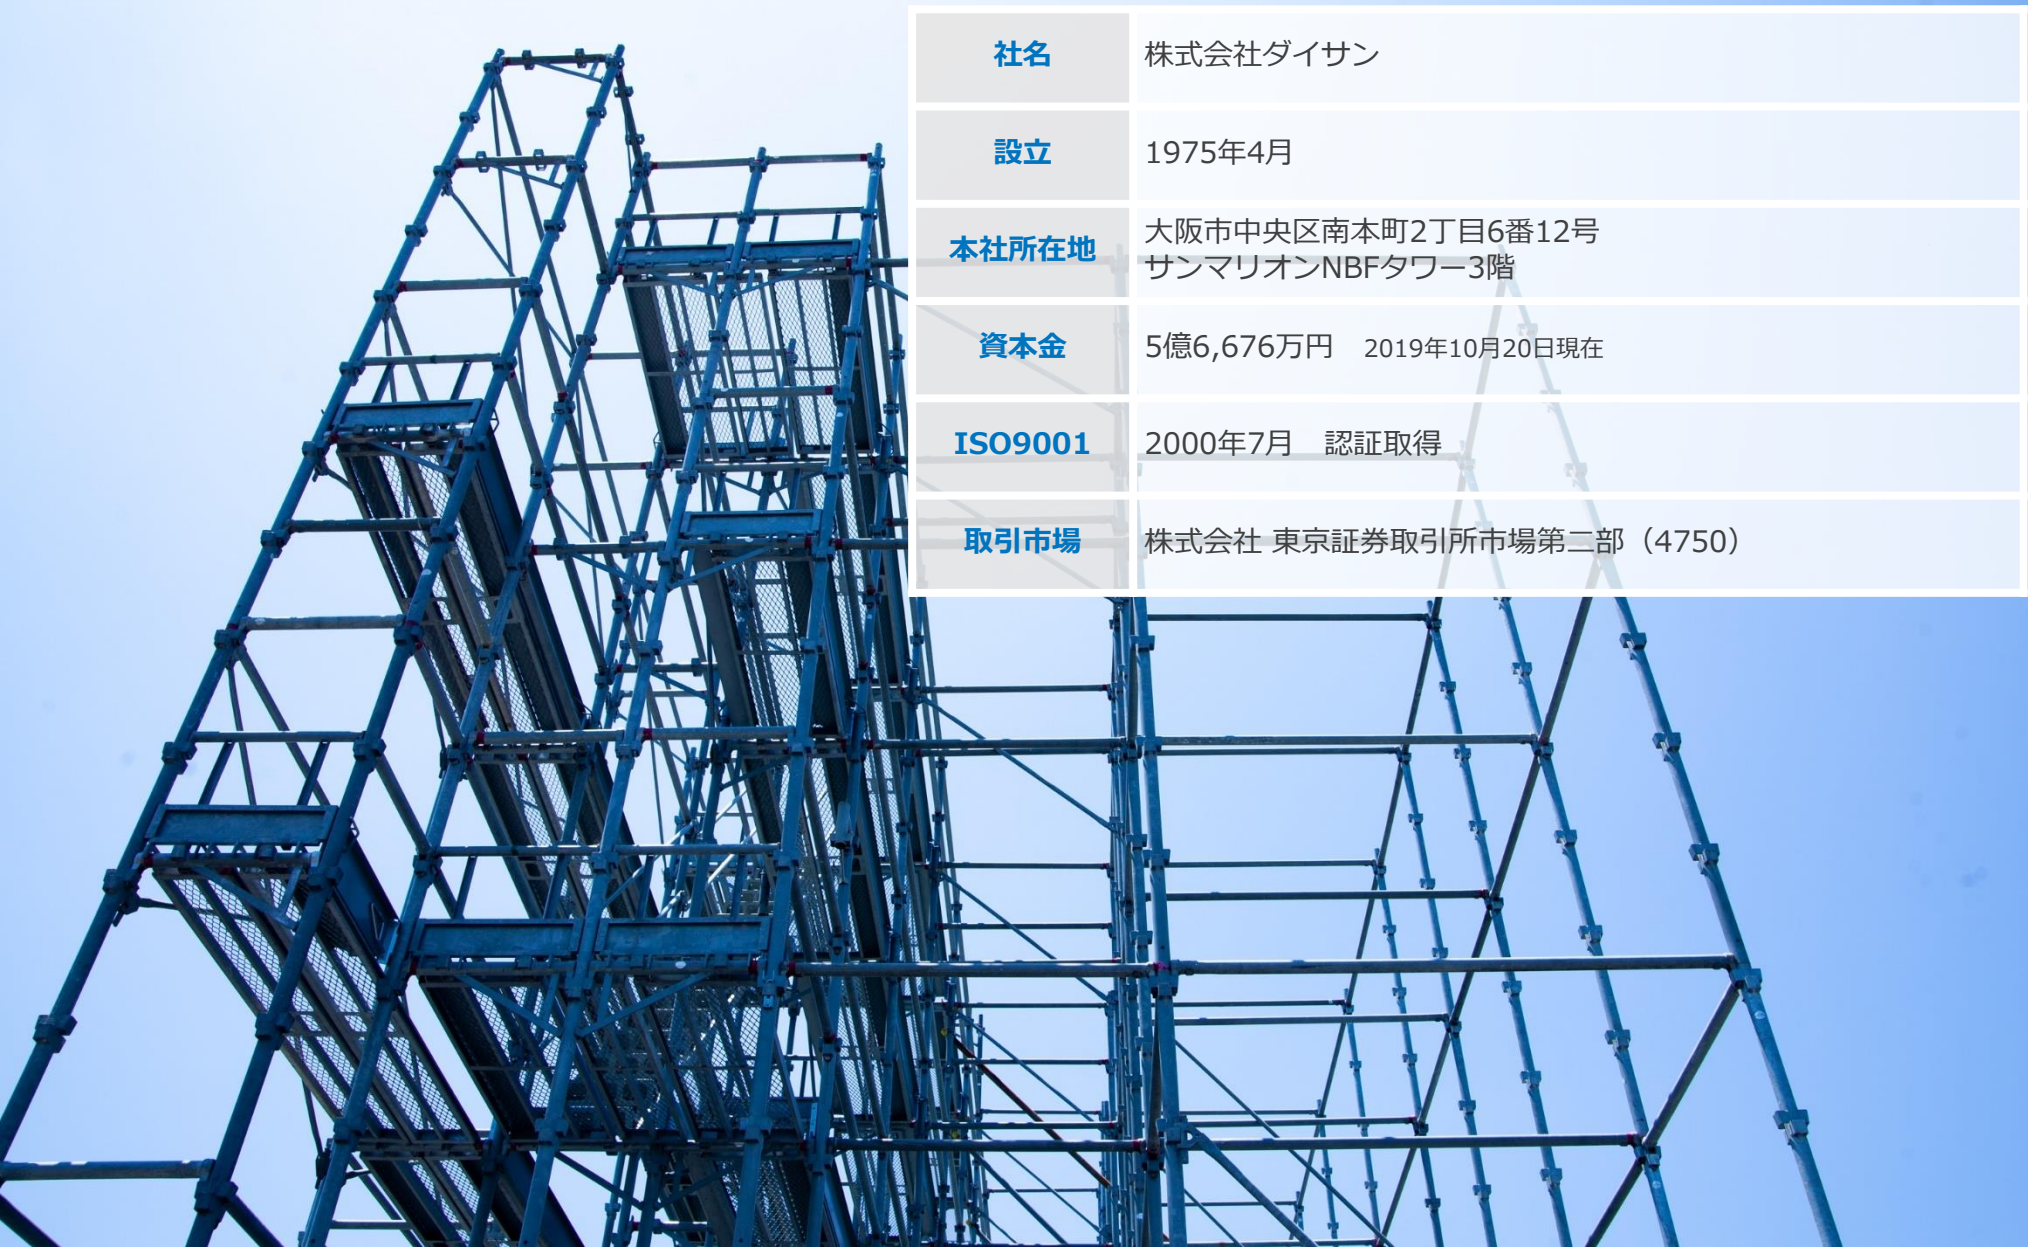 社名 株式会社ダイサン
設立 1975年4月
本社所在地 大阪市中央区南本町2丁目6番12号
サンマリオンNBFタワー3階
資本金 5億6,676万円 2019年10月20日現在
ISO9001 2000年7月 認証取得
取引市場 株式会社 東京証券取引所市場第二部（4750）